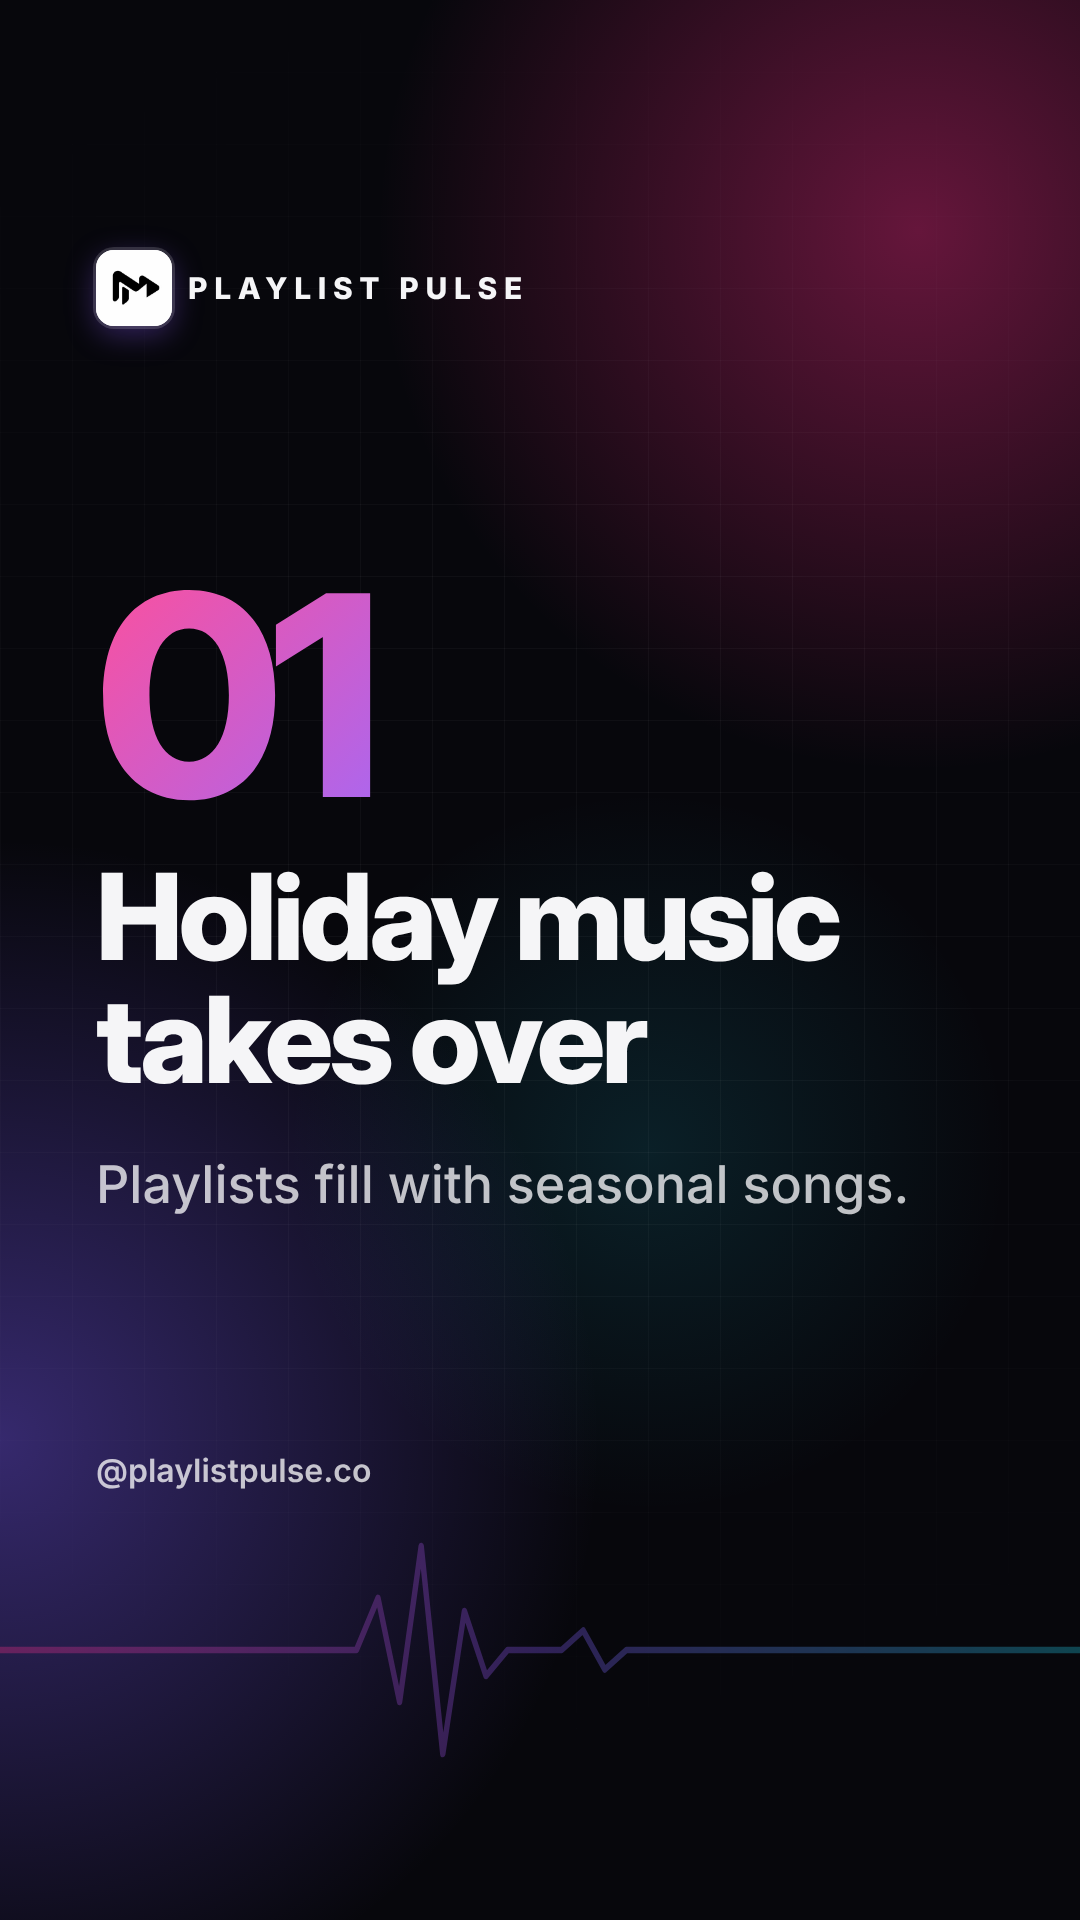 PLAYLIST PULSE
01
Holiday music
takes over
Playlists fill with seasonal songs.
@playlistpulse.co